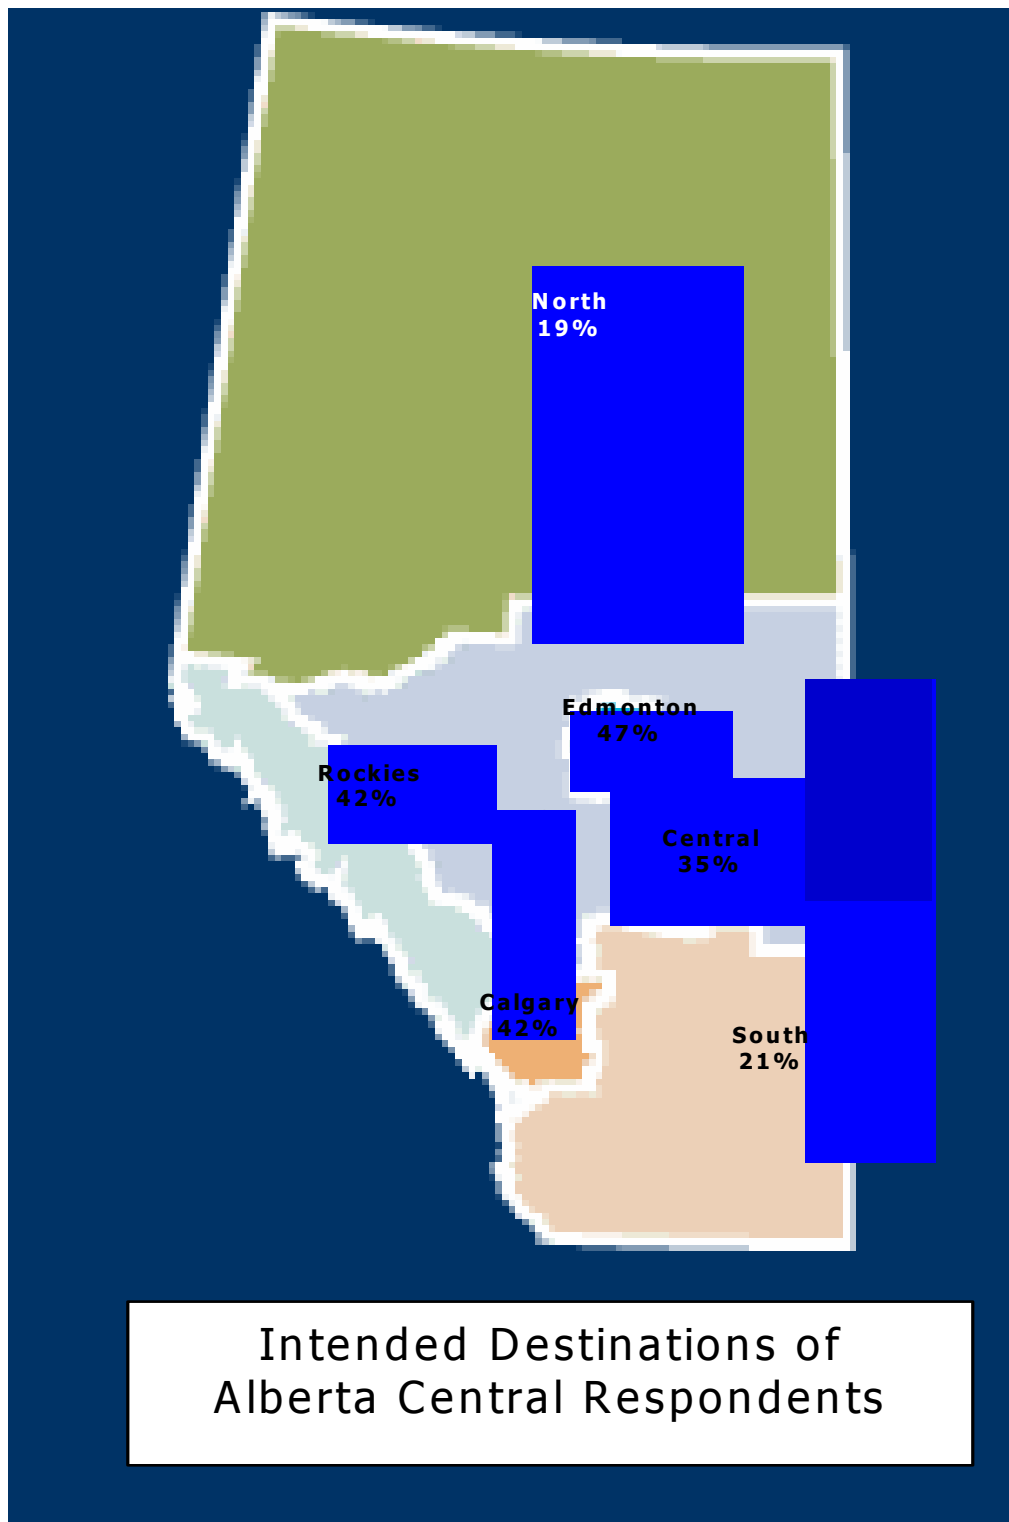 North
19%
Edmonton
47%
Rockies
42%
Central
35%
Calgary
42%
South
21%
Intended Destinations of
Alberta Central Respondents